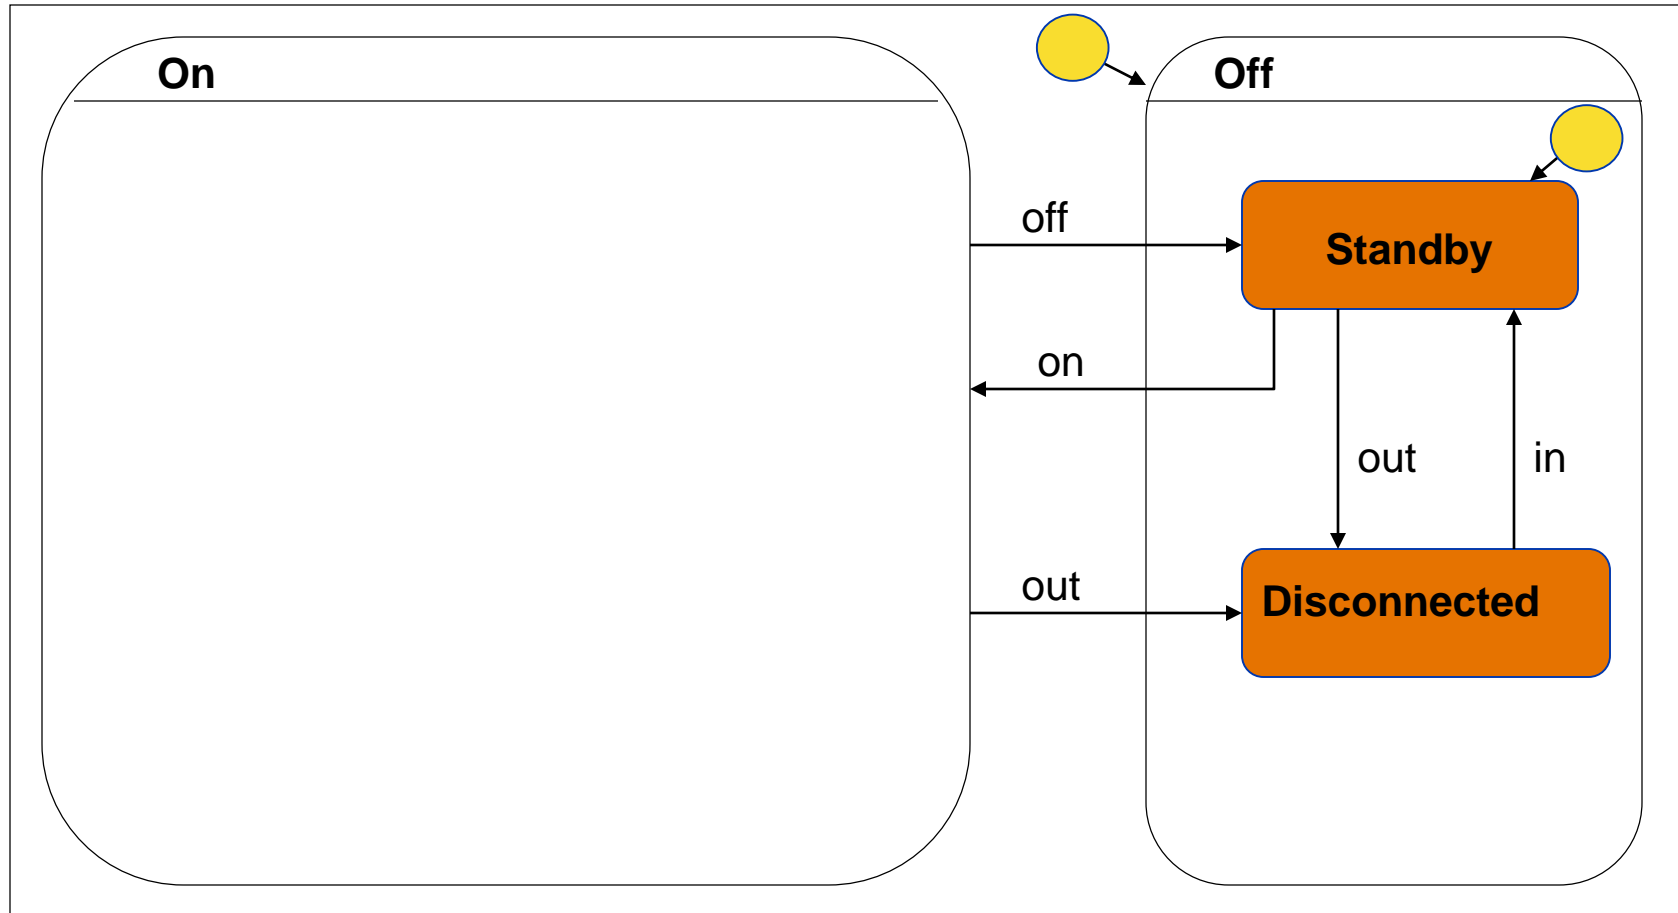 On
Off
off
Standby
on
out
in
out
Disconnected